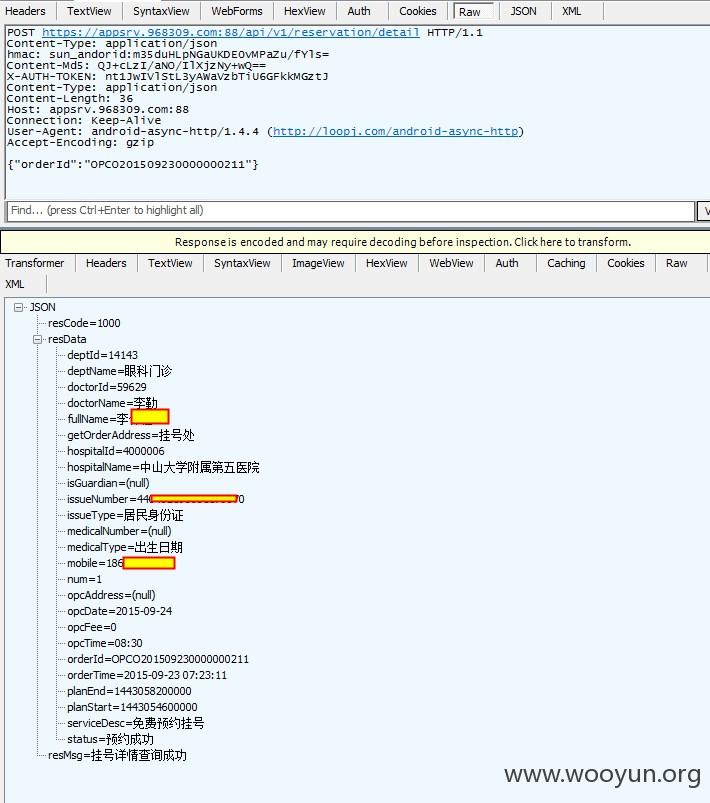 Headers TextView SyntaxView WebForms HexView Auth Cookies Raw JSON XML
POST https://appsrv.968309.com:88/api/v1/reservation/detail HTTP/1.1
Content-Type: application/json
hmac: sun_andorid:m35duHLpNGaUKDEOvMPaZu/fYls=
Content-Md5: QJ+cLzI/aNO/IlXjzNy+wQ==
X-AUTH-TOKEN: nt1JwIVlStL3yAWaVzbTiU6GFkkMGztJ
Content-Type: application/json
Content-Length: 36
Host: appsrv.968309.com:88
Connection: Keep-Alive
User-Agent: android-async-http/1.4.4 (http://loopj.com/android-async-http)
Accept-Encoding: gzip
{"orderId":"OPCO201509230000000211"}
Find... (press Ctrl+Enter to highlight all)
Response is encoded and may require decoding before inspection. Click here to transform.
Transformer Headers TextView SyntaxView ImageView HexView WebView Auth Caching Cookies Raw
XML
JSON
resCode=1000
resData
deptId=14143
deptName=眼科门诊
doctorId=59629
doctorName=李勤
fullName=李
getOrderAddress=挂号处
hospitalId=4000006
hospitalName=中山大学附属第五医院
isGuardian=(null)
issueNumber=44 0
issueType=居民身份证
medicalNumber=(null)
medicalType=出生日期
mobile=186
num=1
opcAddress=(null)
opcDate=2015-09-24
opcFee=0
opcTime=08:30
orderId=OPCO201509230000000211
orderTime=2015-09-23 07:23:11
planEnd=1443058200000
planStart=1443054600000
serviceDesc=免费预约挂号
status=预约成功
resMsg=挂号详情查询成功
www.wooyun.org